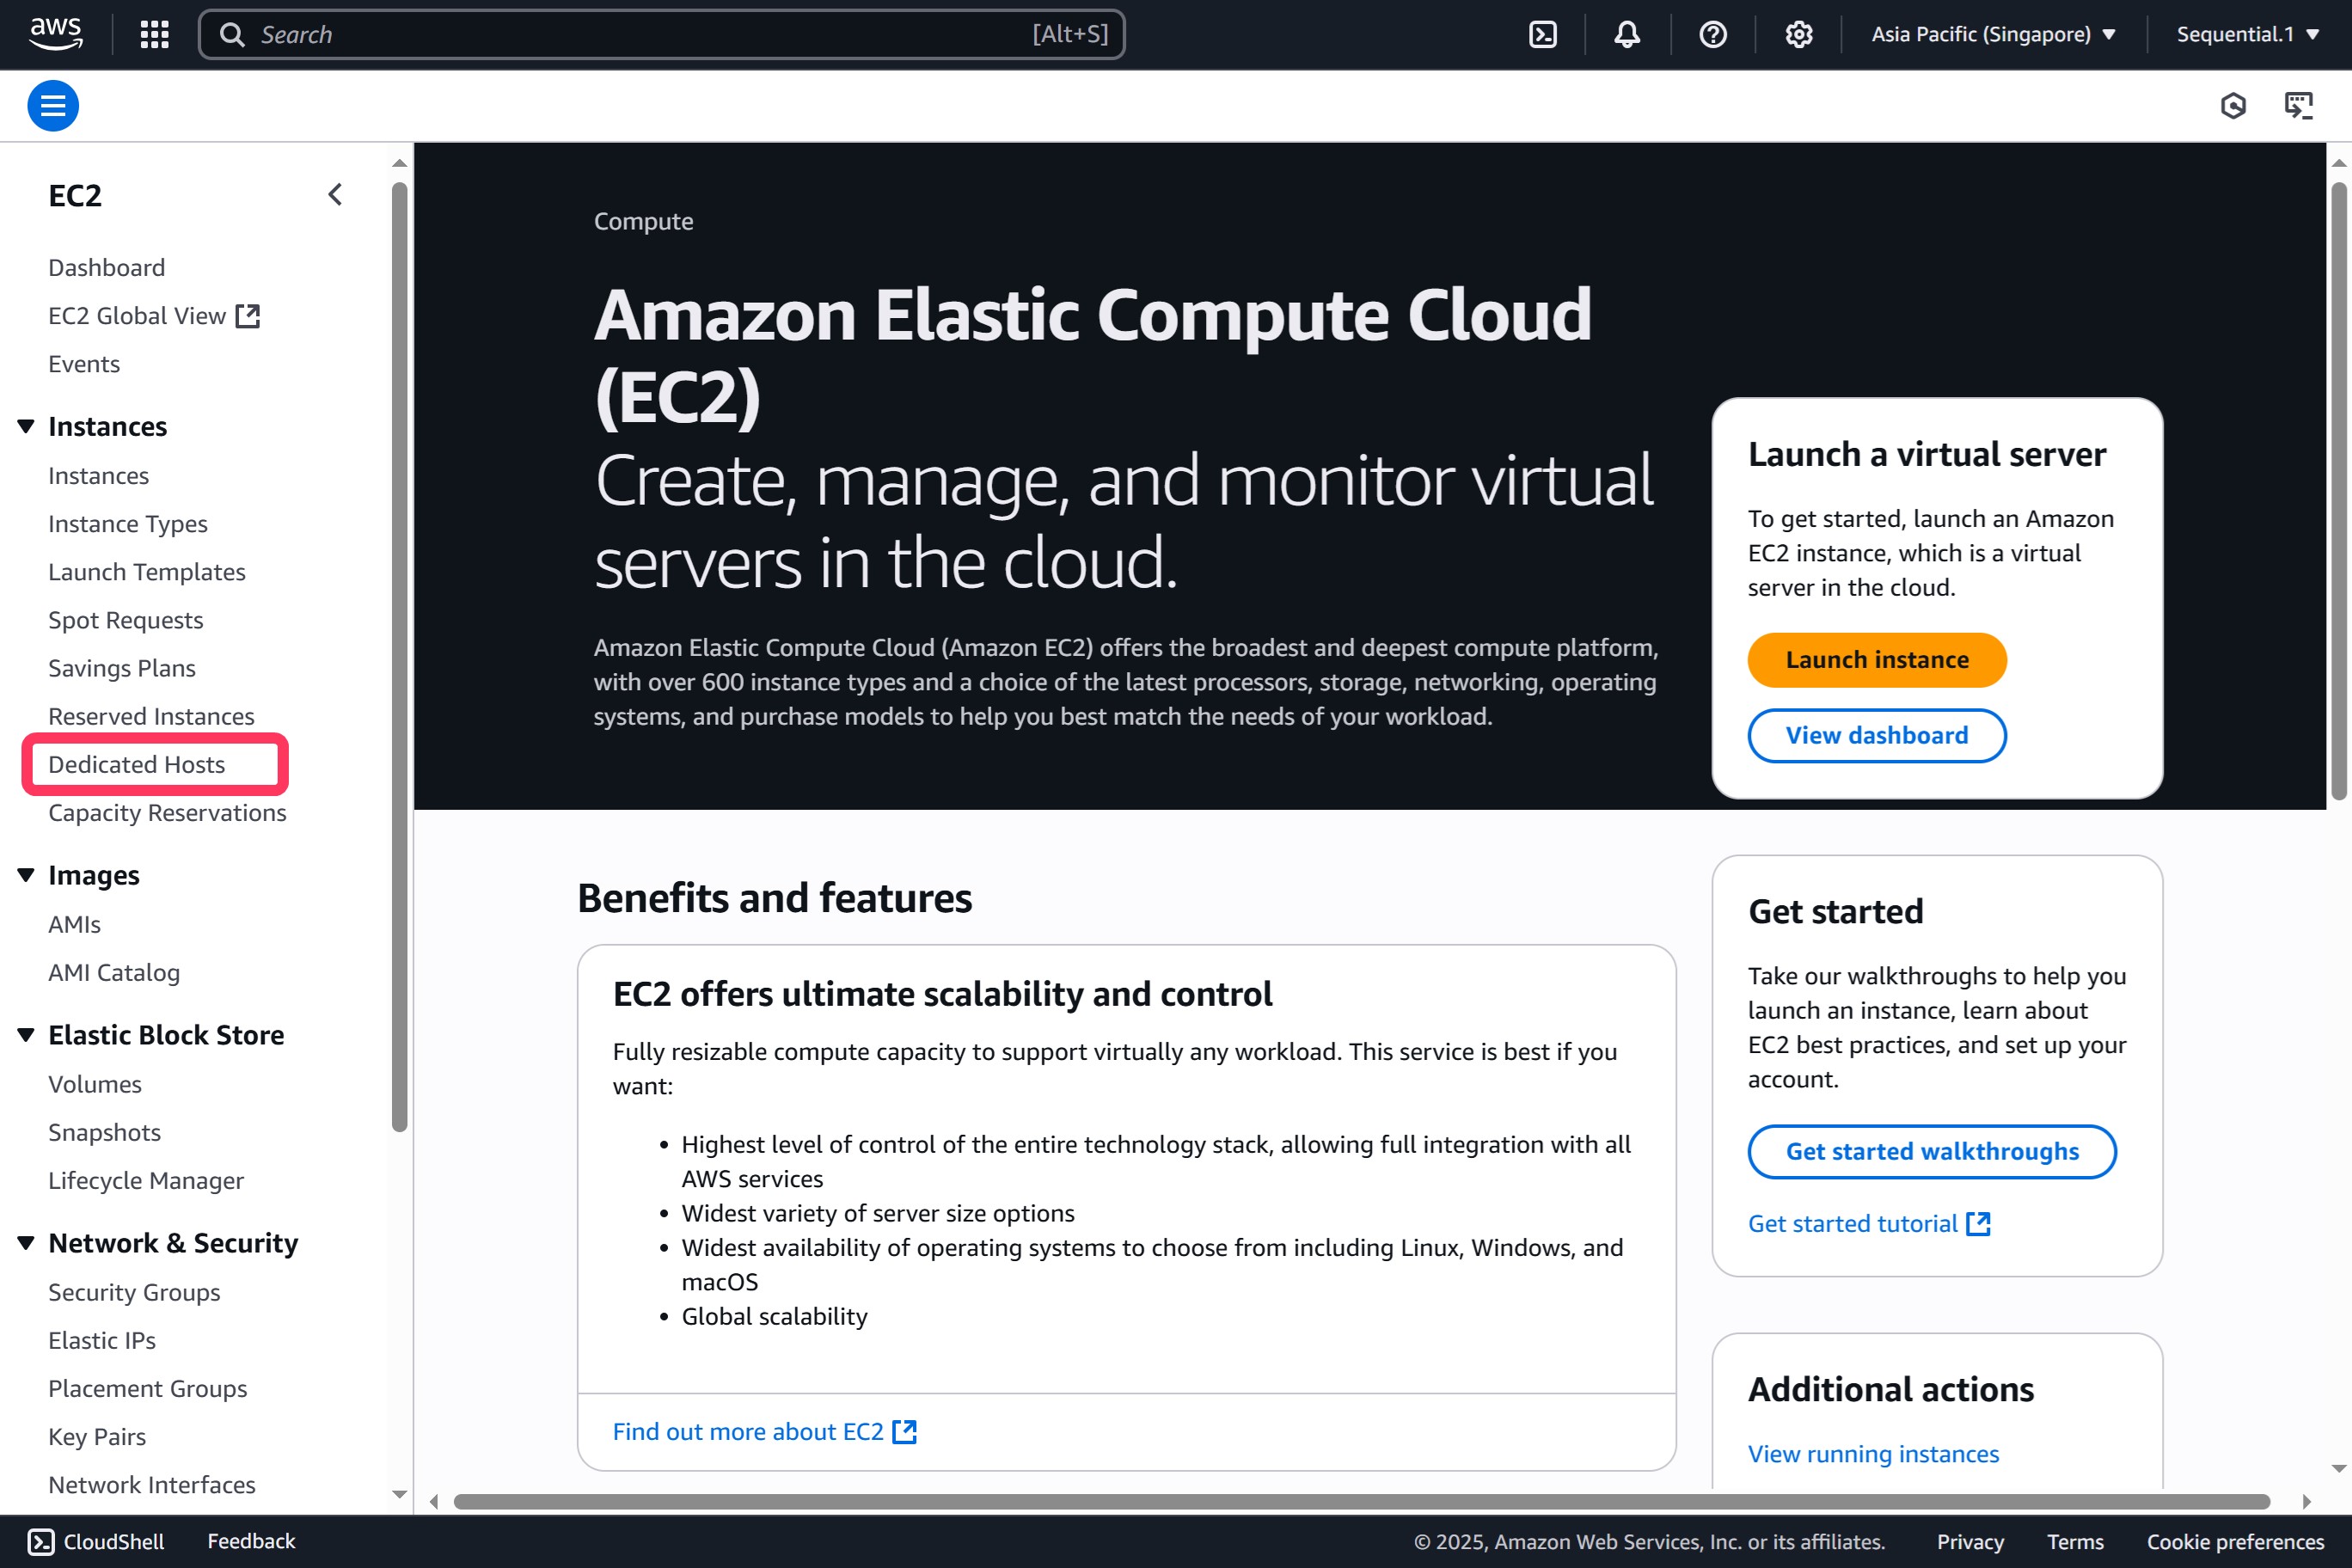 aws
Search
[Alt+S]
Asia Pacific (Singapore)
Sequential.1
EC2
Dashboard
EC2 Global View
Events
Instances
Instances
Instance Types
Launch Templates
Spot Requests
Savings Plans
Reserved Instances
Dedicated Hosts
Capacity Reservations
Images
AMIs
AMI Catalog
Elastic Block Store
Volumes
Snapshots
Lifecycle Manager
Network & Security
Security Groups
Elastic IPs
Placement Groups
Key Pairs
Network Interfaces
Compute
Amazon Elastic Compute Cloud
(EC2)
Create, manage, and monitor virtual
servers in the cloud.
Amazon Elastic Compute Cloud (Amazon EC2) offers the broadest and deepest compute platform,
with over 600 instance types and a choice of the latest processors, storage, networking, operating
systems, and purchase models to help you best match the needs of your workload.
Launch a virtual server
To get started, launch an Amazon
EC2 instance, which is a virtual
server in the cloud.
Launch instance
View dashboard
Benefits and features
EC2 offers ultimate scalability and control
Fully resizable compute capacity to support virtually any workload. This service is best if you
want:
• Highest level of control of the entire technology stack, allowing full integration with all
AWS services
• Widest variety of server size options
• Widest availability of operating systems to choose from including Linux, Windows, and
macOS
• Global scalability
Find out more about EC2
Get started
Take our walkthroughs to help you
launch an instance, learn about
EC2 best practices, and set up your
account.
Get started walkthroughs
Get started tutorial
Additional actions
View running instances
CloudShell
Feedback
© 2025, Amazon Web Services, Inc. or its affiliates.
Privacy
Terms
Cookie preferences